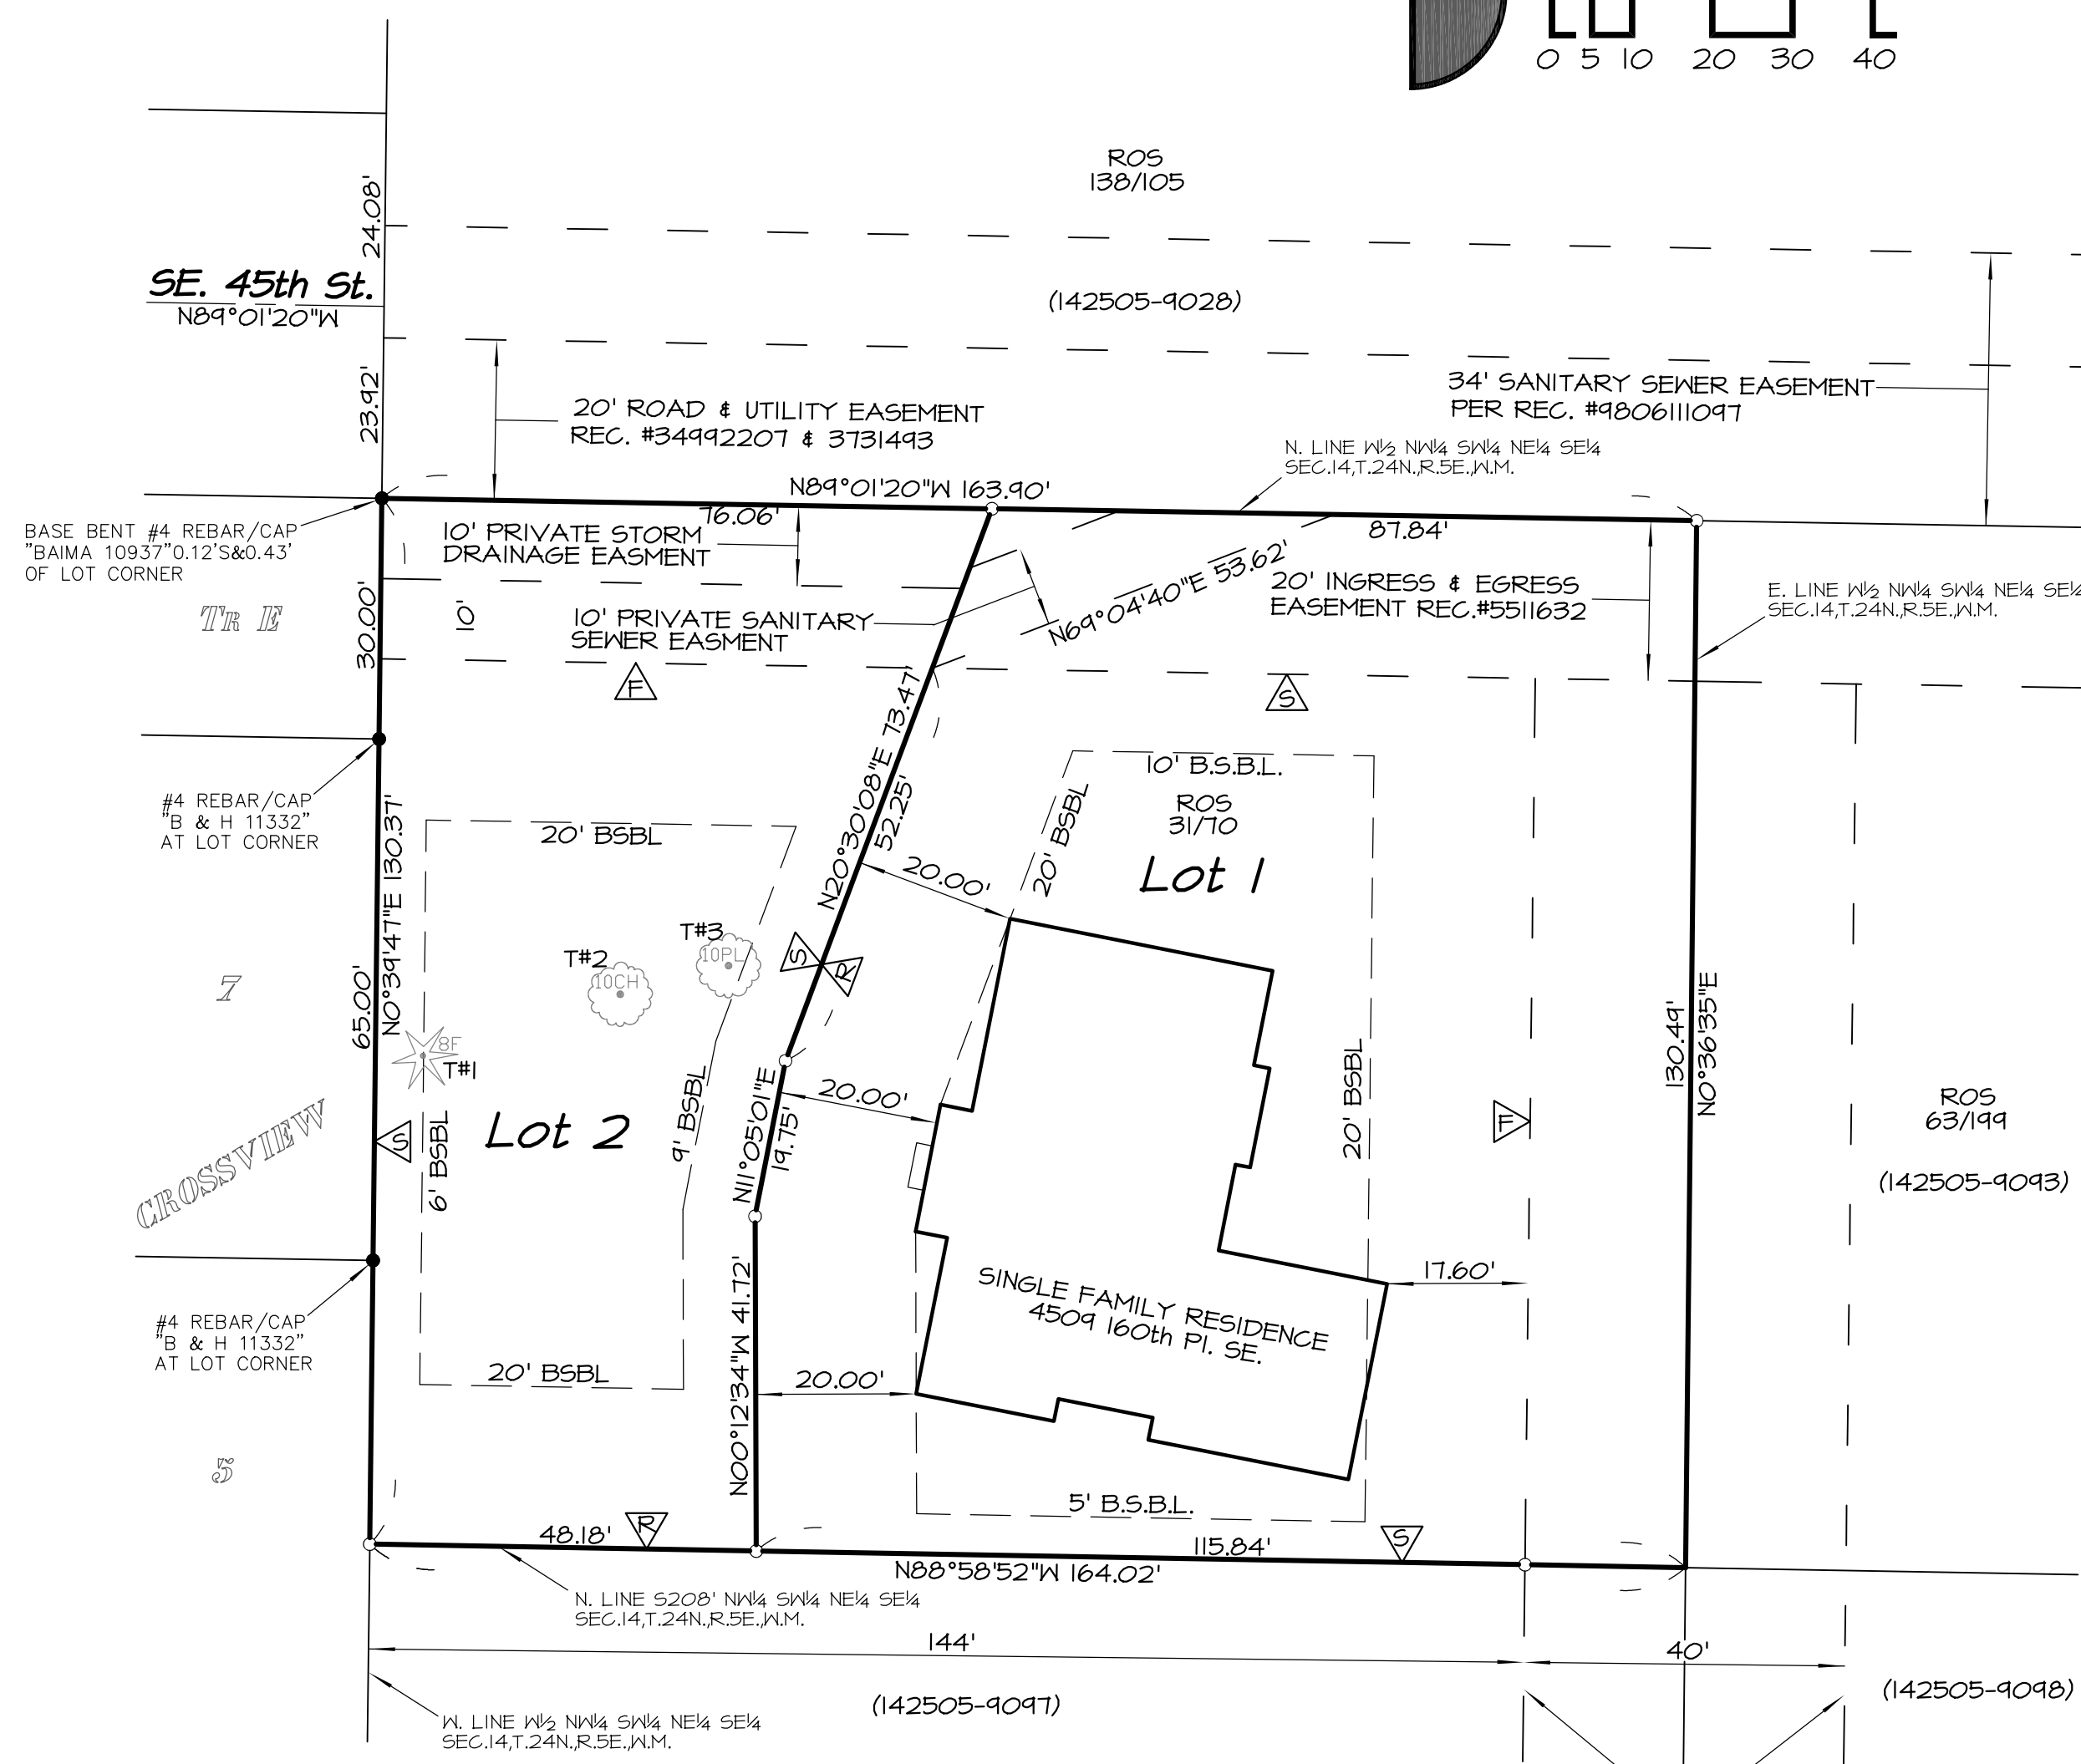 0 5 10 20 30 40
ROS
138/105
24.08'
SE. 45th St.
N89°01'20"W
(142505-9028)
23.92'
20' ROAD & UTILITY EASEMENT
REC. #34992207 & 3731493
34' SANITARY SEWER EASEMENT
PER REC. #9806111097
N. LINE W½ NW¼ SW¼ NE¼ SE¼
SEC.14,T.24N.,R.5E.,W.M.
N89°01'20"W 163.90'
76.06'
87.84'
BASE BENT #4 REBAR/CAP
"BAIMA 10937"0.12'S&0.43'
OF LOT CORNER
10' PRIVATE STORM
DRAINAGE EASMENT
N69°04'40"E 53.62'
20' INGRESS & EGRESS
EASEMENT REC.#5511632
E. LINE W½ NW¼ SW¼ NE¼ SE¼
SEC.14,T.24N.,R.5E.,W.M.
Tr E
30.00'
10'
10' PRIVATE SANITARY
SEWER EASMENT
F
S
N20°30'08"E 73.47'
52.25'
#4 REBAR/CAP
"B & H 11332"
AT LOT CORNER
N0°39'47"E 130.37'
65.00'
20' BSBL
10' B.S.B.L.
ROS
31/70
Lot 1
20' BSBL
20.00'
T#3
10PL
T#2
10CH
S
R
7
8F
T#1
CROSSVIEW
S
6' BSBL
Lot 2
9' BSBL
N11°05'01"E
19.75'
20.00'
20' BSBL
F
130.49'
N0°36'35"E
ROS
63/199
(142505-9093)
#4 REBAR/CAP
"B & H 11332"
AT LOT CORNER
20' BSBL
N00°12'34"W 41.72'
20.00'
SINGLE FAMILY RESIDENCE
4509 160th Pl. SE.
17.60'
5
5' B.S.B.L.
48.18'
R
115.84'
S
N88°58'52"W 164.02'
N. LINE S208' NW¼ SW¼ NE¼ SE¼
SEC.14,T.24N.,R.5E.,W.M.
144'
40'
(142505-9097)
(142505-9098)
W. LINE W½ NW¼ SW¼ NE¼ SE¼
SEC.14,T.24N.,R.5E.,W.M.